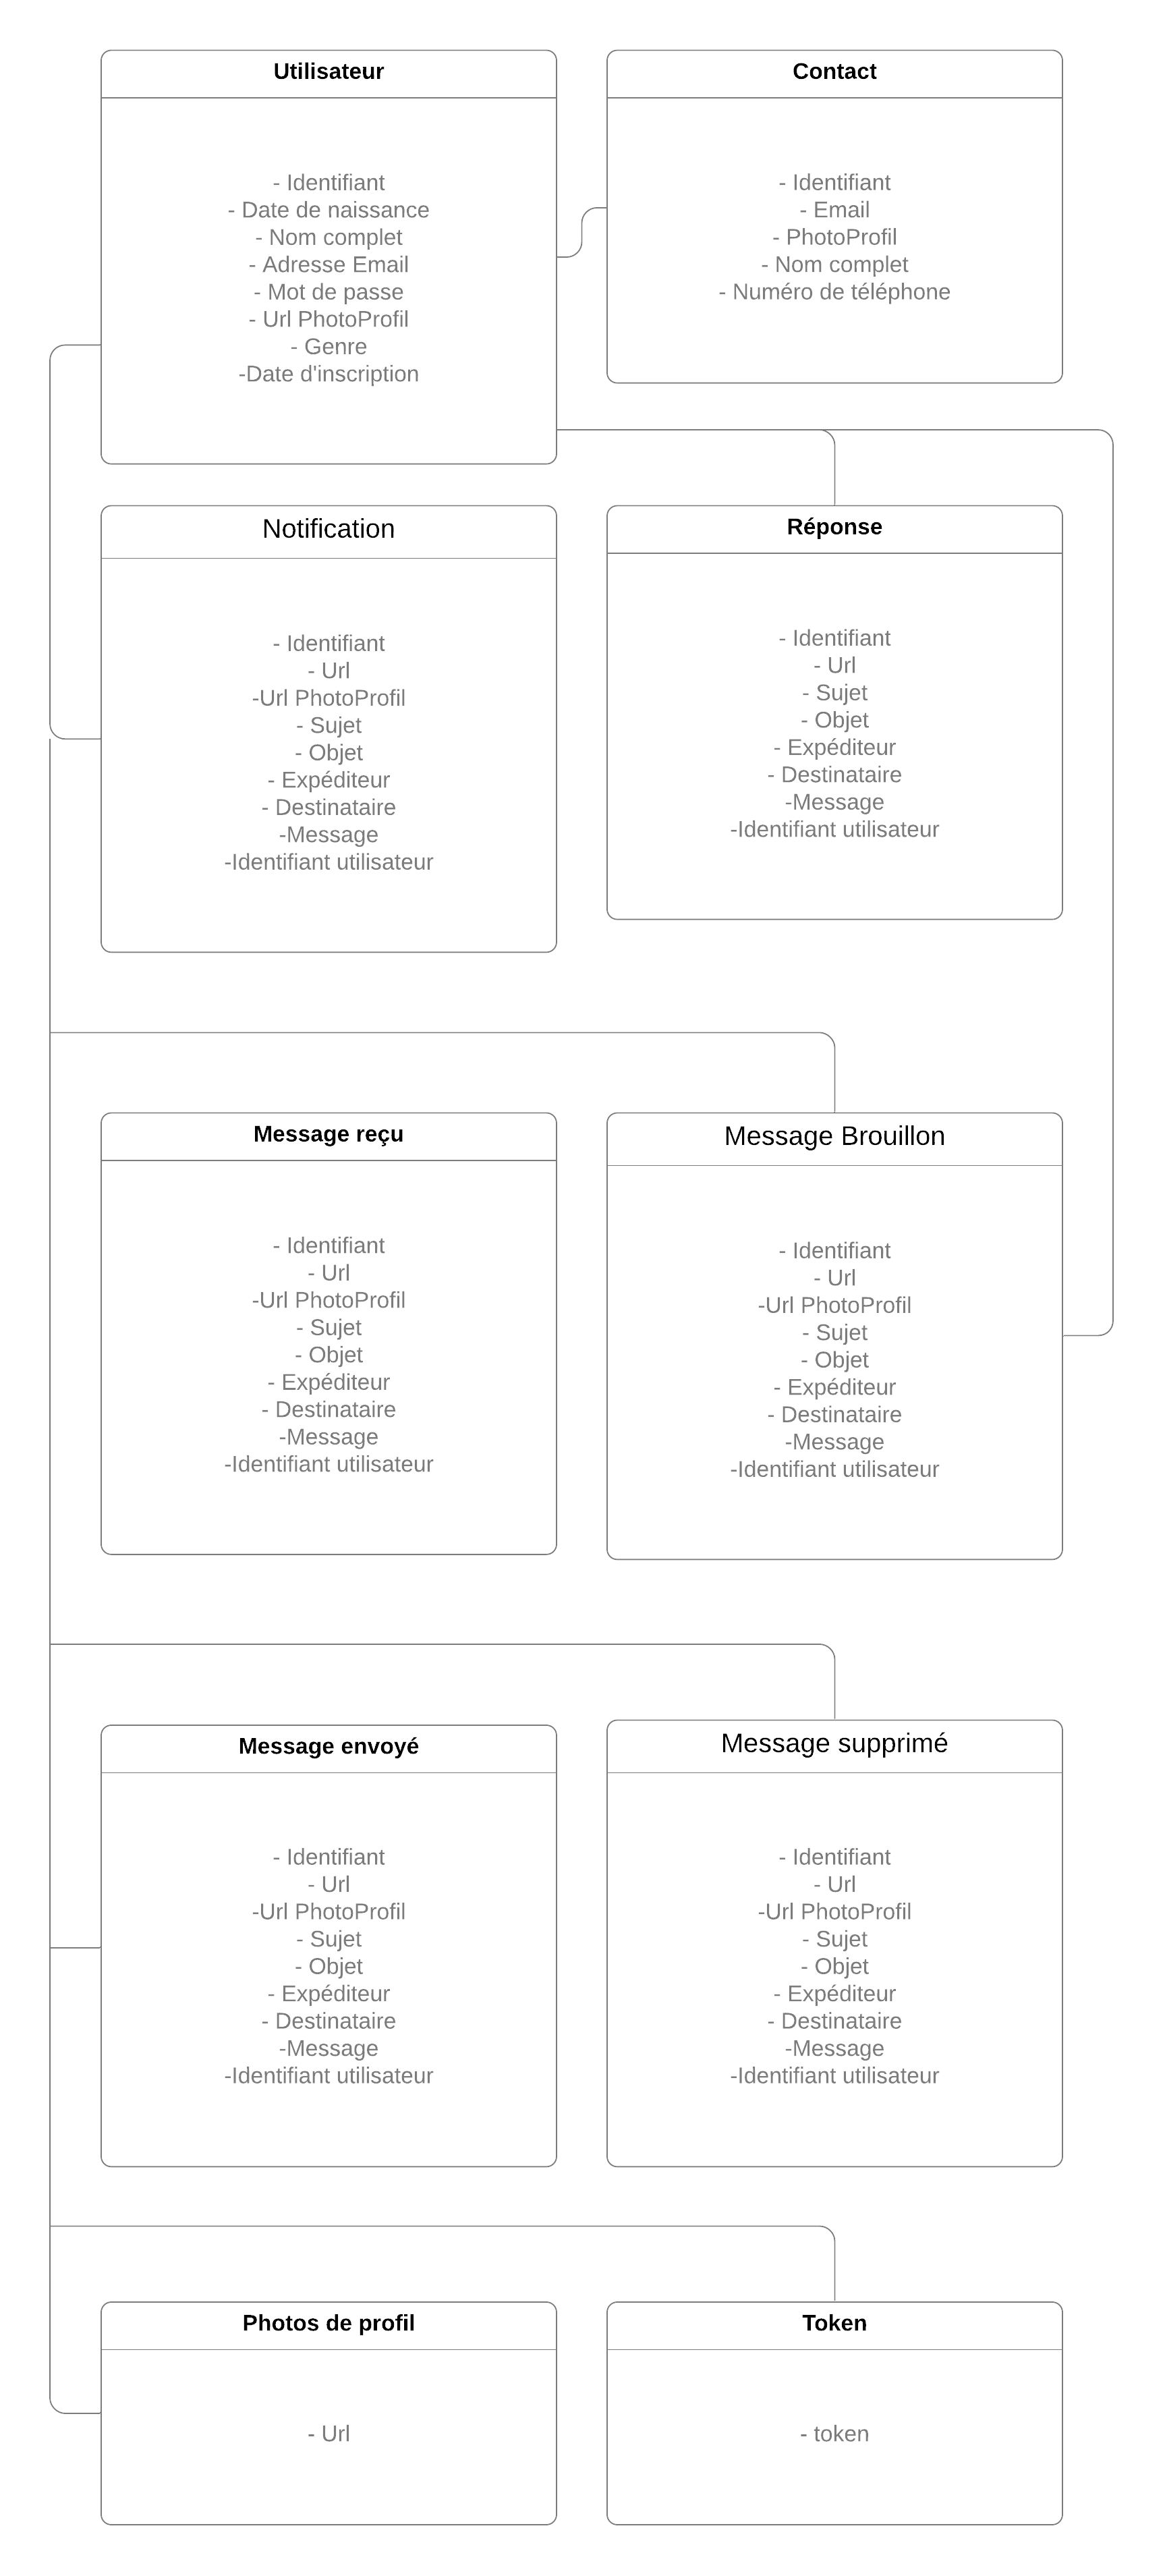 Utilisateur
- Identifiant
- Date de naissance
- Nom complet
- Adresse Email
- Mot de passe
- Url PhotoProfil
- Genre
-Date d'inscription
Contact
- Identifiant
- Email
- PhotoProfil
- Nom complet
- Numéro de téléphone
Notification
- Identifiant
- Url
-Url PhotoProfil
- Sujet
- Objet
- Expéditeur
- Destinataire
-Message
-Identifiant utilisateur
Réponse
- Identifiant
- Url
- Sujet
- Objet
- Expéditeur
- Destinataire
-Message
-Identifiant utilisateur
Message reçu
- Identifiant
- Url
-Url PhotoProfil
- Sujet
- Objet
- Expéditeur
- Destinataire
-Message
-Identifiant utilisateur
Message Brouillon
- Identifiant
- Url
-Url PhotoProfil
- Sujet
- Objet
- Expéditeur
- Destinataire
-Message
-Identifiant utilisateur
Message envoyé
- Identifiant
- Url
-Url PhotoProfil
- Sujet
- Objet
- Expéditeur
- Destinataire
-Message
-Identifiant utilisateur
Message supprimé
- Identifiant
- Url
-Url PhotoProfil
- Sujet
- Objet
- Expéditeur
- Destinataire
-Message
-Identifiant utilisateur
Photos de profil
- Url
Token
- token